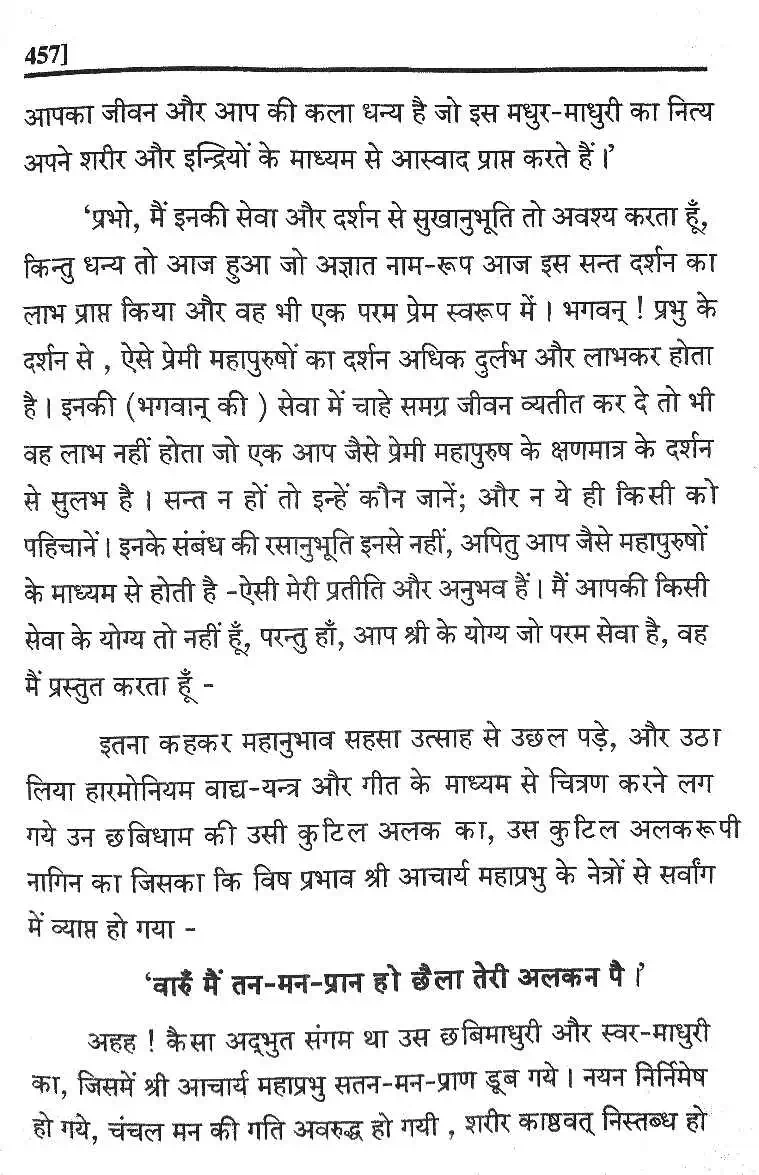 457]
आपका जीवन और आप की कला धन्य है जो इस मधुर-माधुरी का नित्य
अपने शरीर और इन्द्रियों के माध्यम से आस्वाद प्राप्त करते हैं।'
'प्रभो, मैं इनकी सेवा और दर्शन से सुखानुभूति तो अवश्य करता हूँ,
किन्तु धन्य तो आज हुआ जो अज्ञात नाम-रूप आज इस सन्त दर्शन का
लाभ प्राप्त किया और वह भी एक परम प्रेम स्वरूप में। भगवन् ! प्रभु के
दर्शन से , ऐसे प्रेमी महापुरुषों का दर्शन अधिक दुर्लभ और लाभकर होता
है। इनकी (भगवान् की ) सेवा में चाहे समग्र जीवन व्यतीत कर दे तो भी
वह लाभ नहीं होता जो एक आप जैसे प्रेमी महापुरुष के क्षणमात्र के दर्शन
से सुलभ है। सन्त न हों तो इन्हें कौन जानें; और न ये ही किसी को
पहिचानें। इनके संबंध की रसानुभूति इनसे नहीं, अपितु आप जैसे महापुरुषों
के माध्यम से होती है -ऐसी मेरी प्रतीति और अनुभव हैं। मैं आपकी किसी
सेवा के योग्य तो नहीं हूँ, परन्तु हाँ, आप श्री के योग्य जो परम सेवा है, वह
मैं प्रस्तुत करता हूँ -
इतना कहकर महानुभाव सहसा उत्साह से उछल पड़े, और उठा
लिया हारमोनियम वाद्य-यन्त्र और गीत के माध्यम से चित्रण करने लग
गये उन छबिधाम की उसी कुटिल अलक का, उस कुटिल अलकरूपी
नागिन का जिसका कि विष प्रभाव श्री आचार्य महाप्रभु के नेत्रों से सर्वांग
में व्याप्त हो गया -
'वारुँ मैं तन-मन-प्रान हो छैला तेरी अलकन पै।'
अहह ! कैसा अद्भुत संगम था उस छबिमाधुरी और स्वर-माधुरी
का, जिसमें श्री आचार्य महाप्रभु सतन-मन-प्राण डूब गये। नयन निर्निमेष
हो गये, चंचल मन की गति अवरुद्ध हो गयी , शरीर काष्ठवत् निस्तब्ध हो